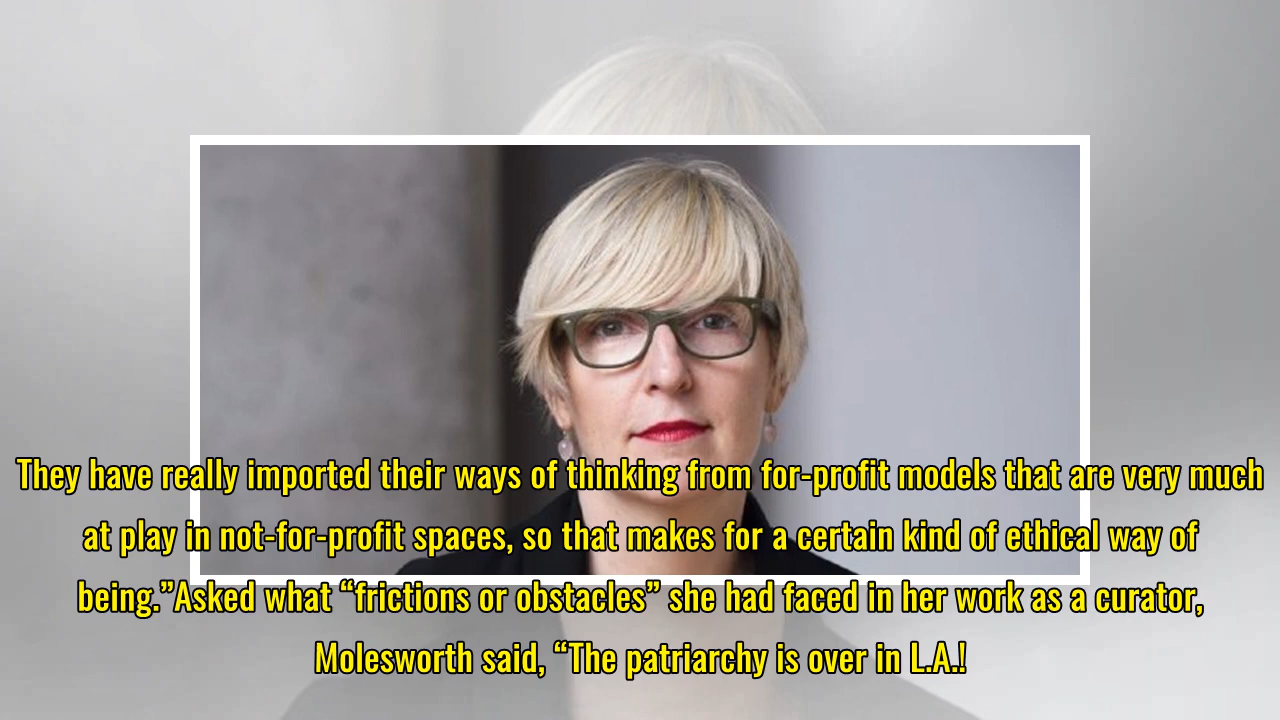 They have really imported their ways of thinking from for-profit models that are very much
at play in not-for-profit spaces, so that makes for a certain kind of ethical way of
being.”Asked what “frictions or obstacles” she had faced in her work as a curator,
Molesworth said, “The patriarchy is over in L.A.!